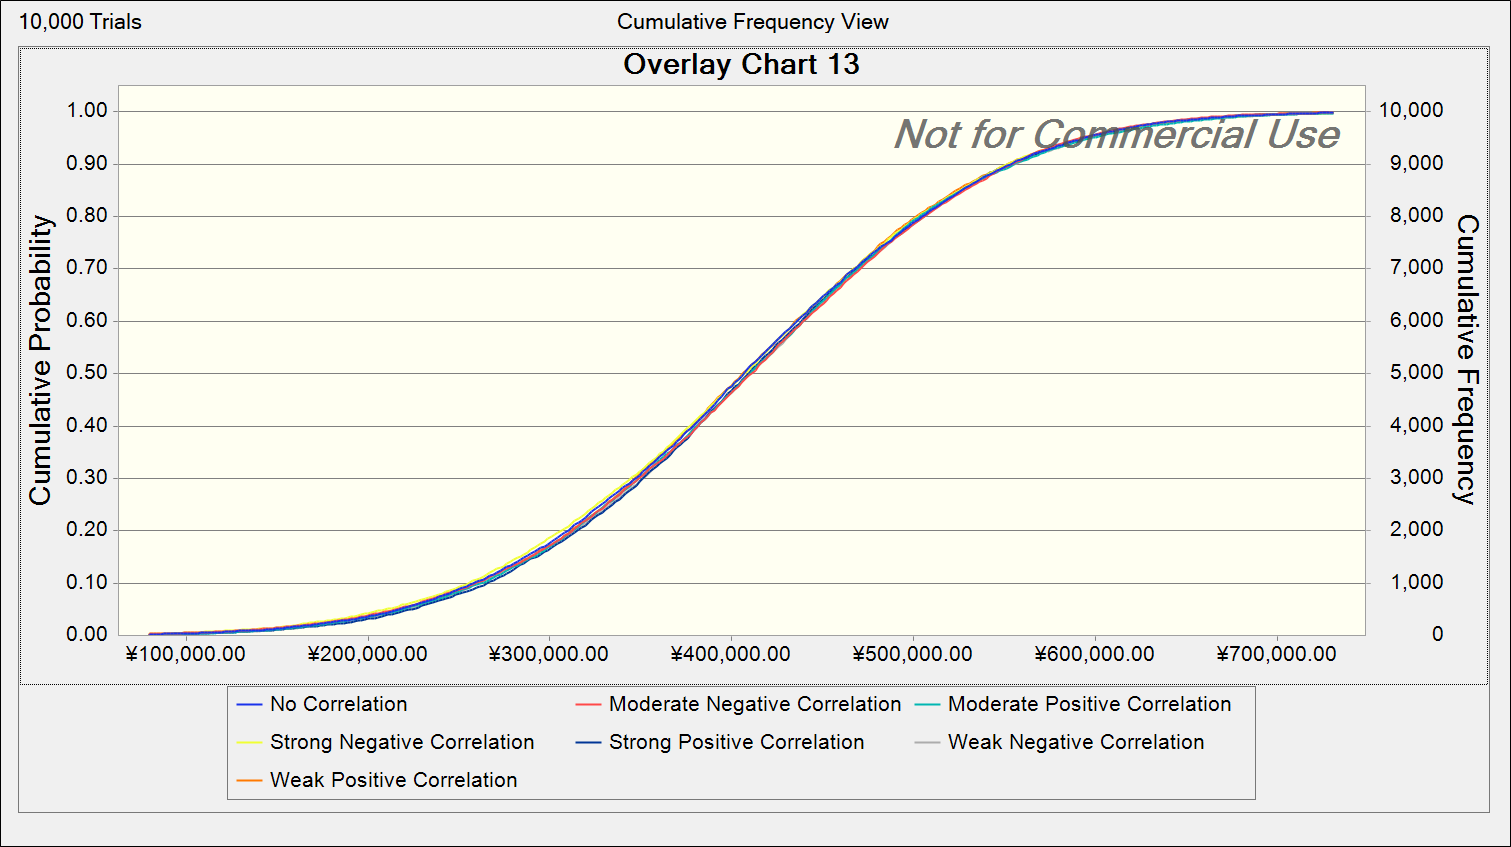 10,000 Trials
Cumulative Frequency View
Overlay Chart 13
Not for Commercial Use
Cumulative Probability
1.00
0.90
0.80
0.70
0.60
0.50
0.40
0.30
0.20
0.10
0.00
10,000
9,000
8,000
7,000
6,000
5,000
4,000
3,000
2,000
1,000
0
Cumulative Frequency
¥100,000.00 ¥200,000.00 ¥300,000.00 ¥400,000.00 ¥500,000.00 ¥600,000.00 ¥700,000.00
No Correlation Moderate Negative Correlation Moderate Positive Correlation
Strong Negative Correlation Strong Positive Correlation Weak Negative Correlation
Weak Positive Correlation